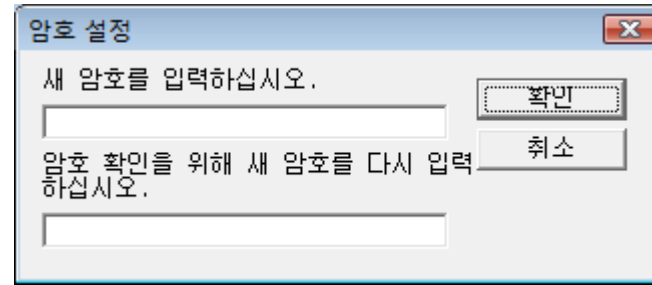 암호 설정
새 암호를 입력하십시오.
확인
취소
암호 확인을 위해 새 암호를 다시 입력
하십시오.